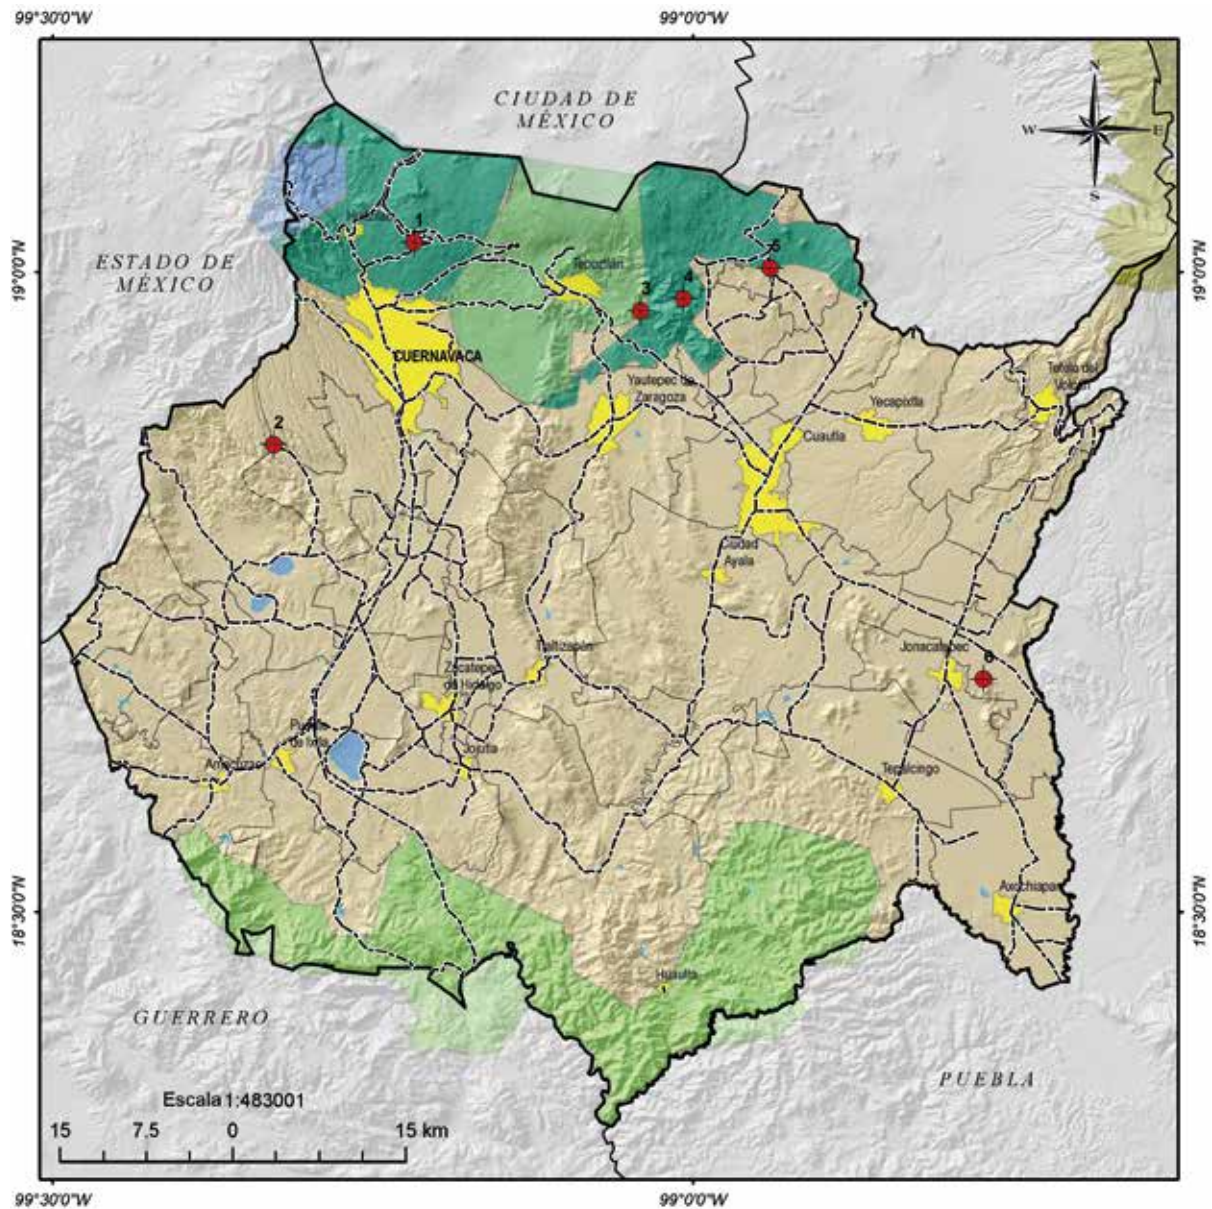 99°30'0"W
99°0'0"W
CIUDAD DE
MÉXICO
N
W
E
S
ESTADO DE
MÉXICO
19°0'0"N
19°0'0"N
1
5
Tepoztlán
4
3
CUERNAVACA
Yautepec de
Zaragoza
Tetela del
Volcán
Yecapixtla
2
Cuautla
Ciudad
Ayala
Tlaltizapán
Jonacatepec
6
Zacatepec
de Hidalgo
Puente
de Ixtla
Jojutla
Amacuzac
Tepalcingo
18°30'0"N
18°30'0"N
Axochiapan
Huautla
GUERRERO
PUEBLA
Escala 1:483001
15
7.5
0
15 km
99°30'0"W
99°0'0"W